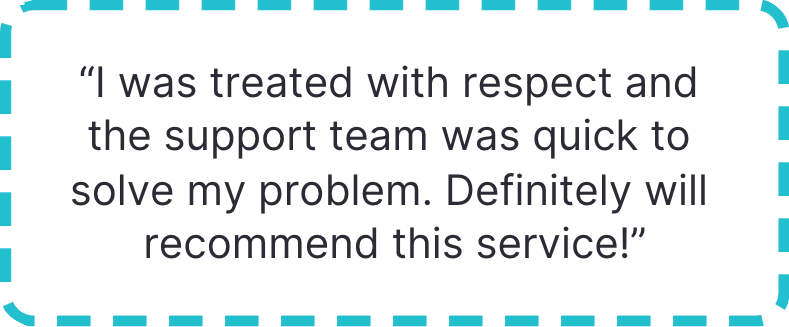 “I was treated with respect and
the support team was quick to
solve my problem. Definitely will
recommend this service!”